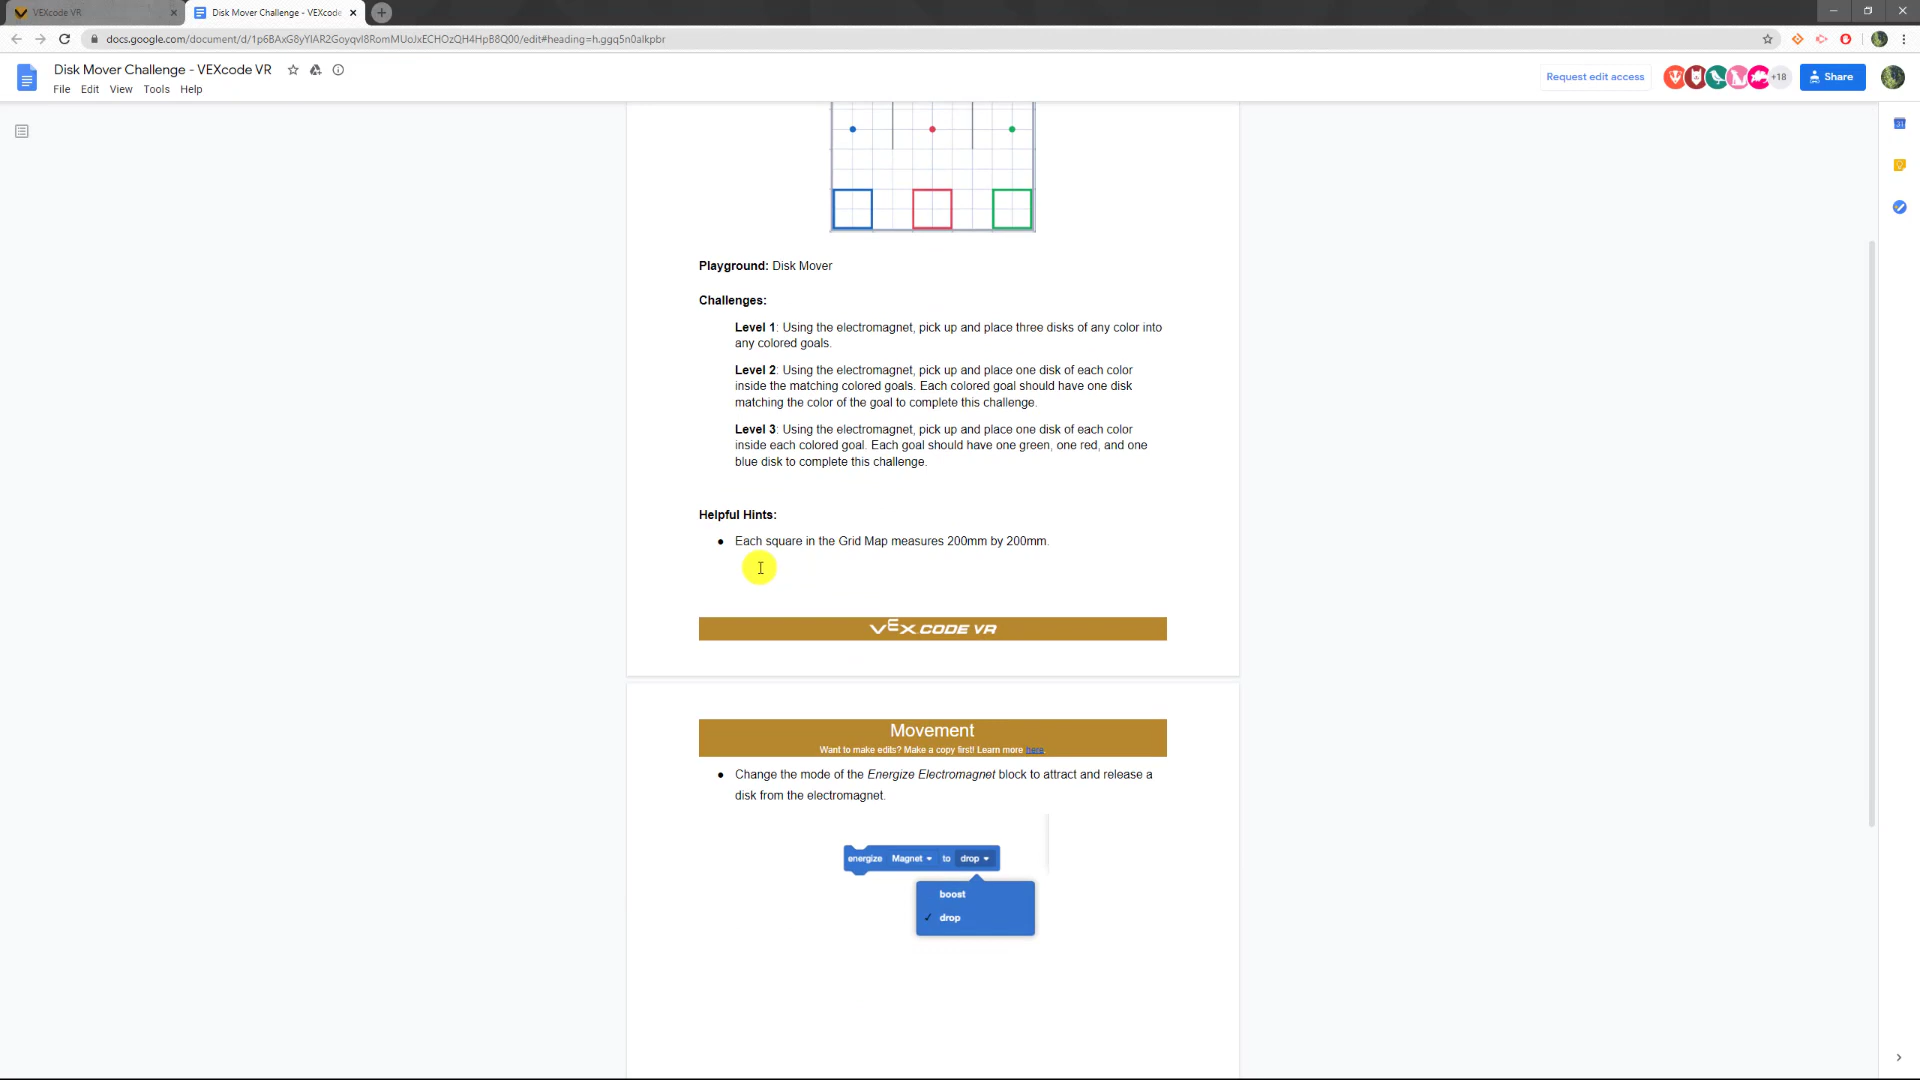 VEXcode VR
Disk Mover Challenge - VEXcode
docs.google.com/document/d/1p6BAxG8yYlAR2Goyqvl8RomMUoJxECHOzQH4HpB8Q00/edit#heading=h.ggq5n0alkpbr
Disk Mover Challenge - VEXcode VR
File Edit View Tools Help
Request edit access
+18
Share
31
Playground: Disk Mover
Challenges:
Level 1: Using the electromagnet, pick up and place three disks of any color into
any colored goals.
Level 2: Using the electromagnet, pick up and place one disk of each color
inside the matching colored goals. Each colored goal should have one disk
matching the color of the goal to complete this challenge.
Level 3: Using the electromagnet, pick up and place one disk of each color
inside each colored goal. Each goal should have one green, one red, and one
blue disk to complete this challenge.
Helpful Hints:
● Each square in the Grid Map measures 200mm by 200mm.
VEX CODE VR
Movement
Want to make edits? Make a copy first! Learn more here.
● Change the mode of the Energize Electromagnet block to attract and release a
disk from the electromagnet.
energize Magnet to drop
boost
✓ drop